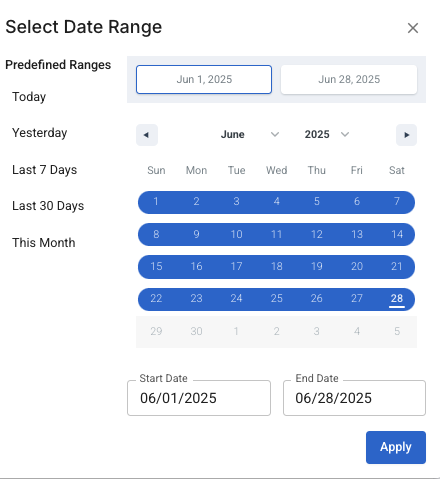 Select Date Range
Predefined Ranges
Today
Yesterday
Last 7 Days
Last 30 Days
This Month
Jun 1, 2025 Jun 28, 2025
June 2025
Sun Mon Tue Wed Thu Fri Sat
1 2 3 4 5 6 7
8 9 10 11 12 13 14
15 16 17 18 19 20 21
22 23 24 25 26 27 28
29 30 1 2 3 4 5
Start Date End Date
06/01/2025 06/28/2025
Apply